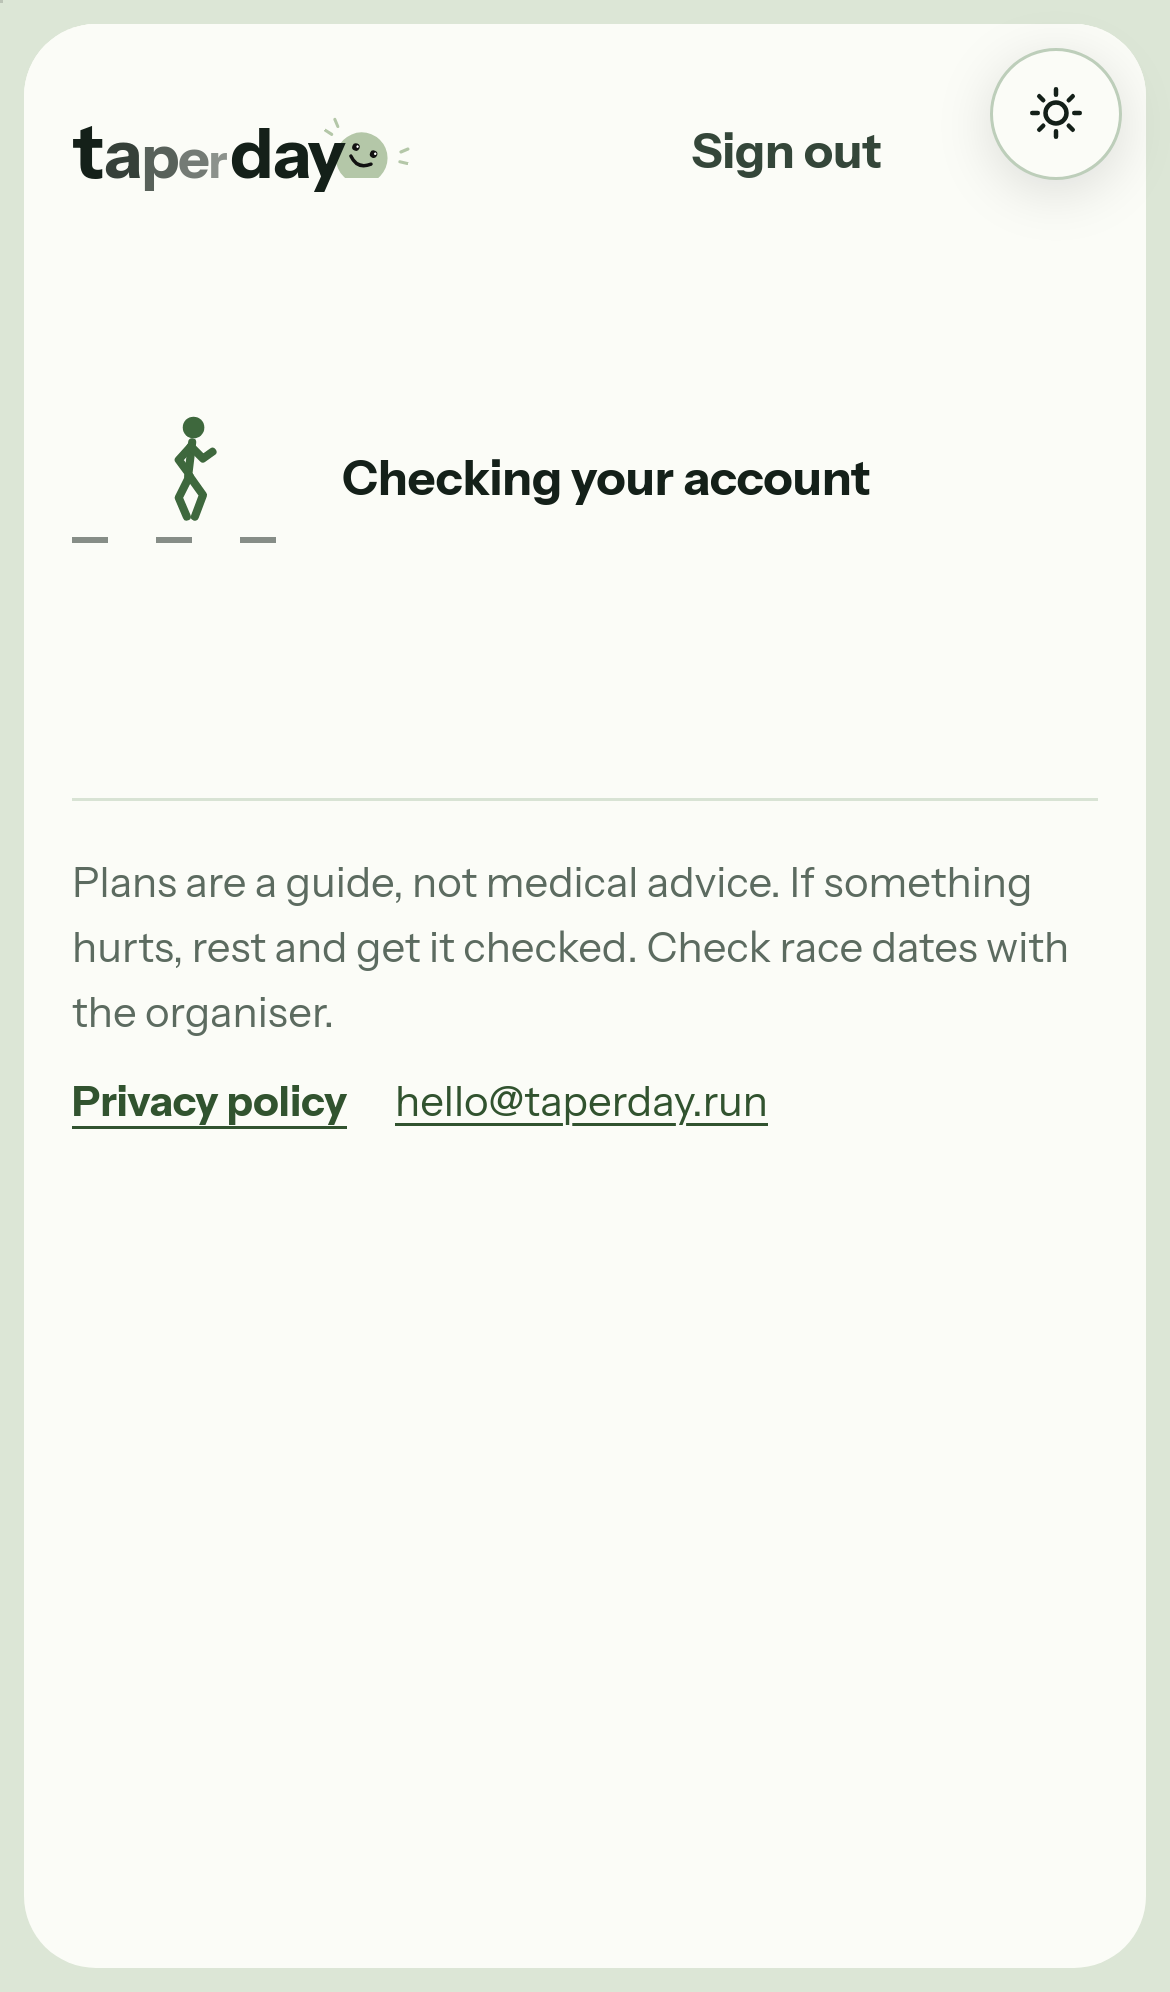 taperday
Sign out
Checking your account
Plans are a guide, not medical advice. If something
hurts, rest and get it checked. Check race dates with
the organiser.
Privacy policy hello@taperday.run